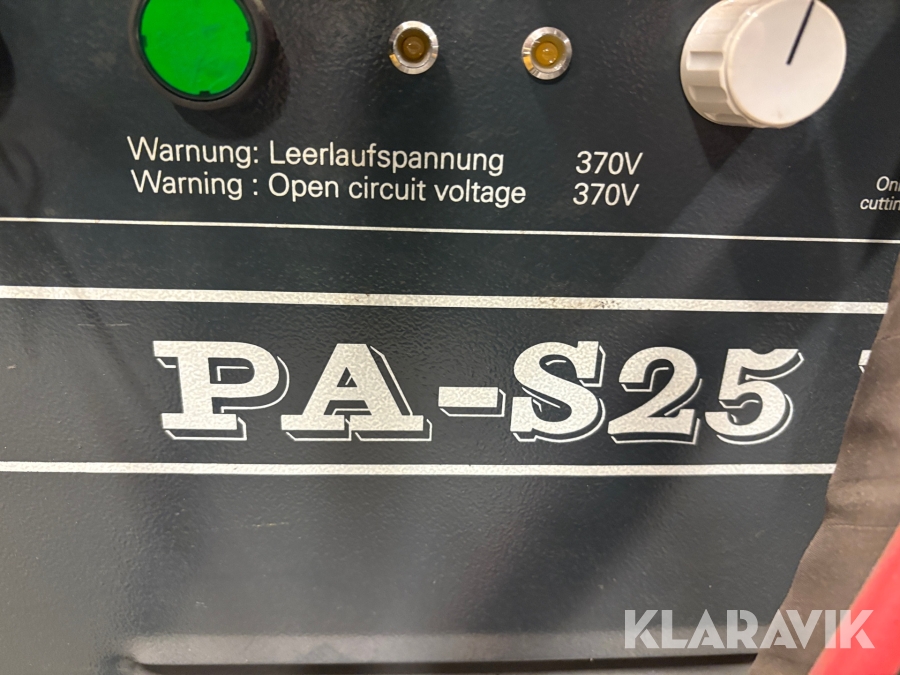 Warnung: Leerlaufspannung 370V
Warning : Open circuit voltage 370V
PA-S25
KLARAVIK